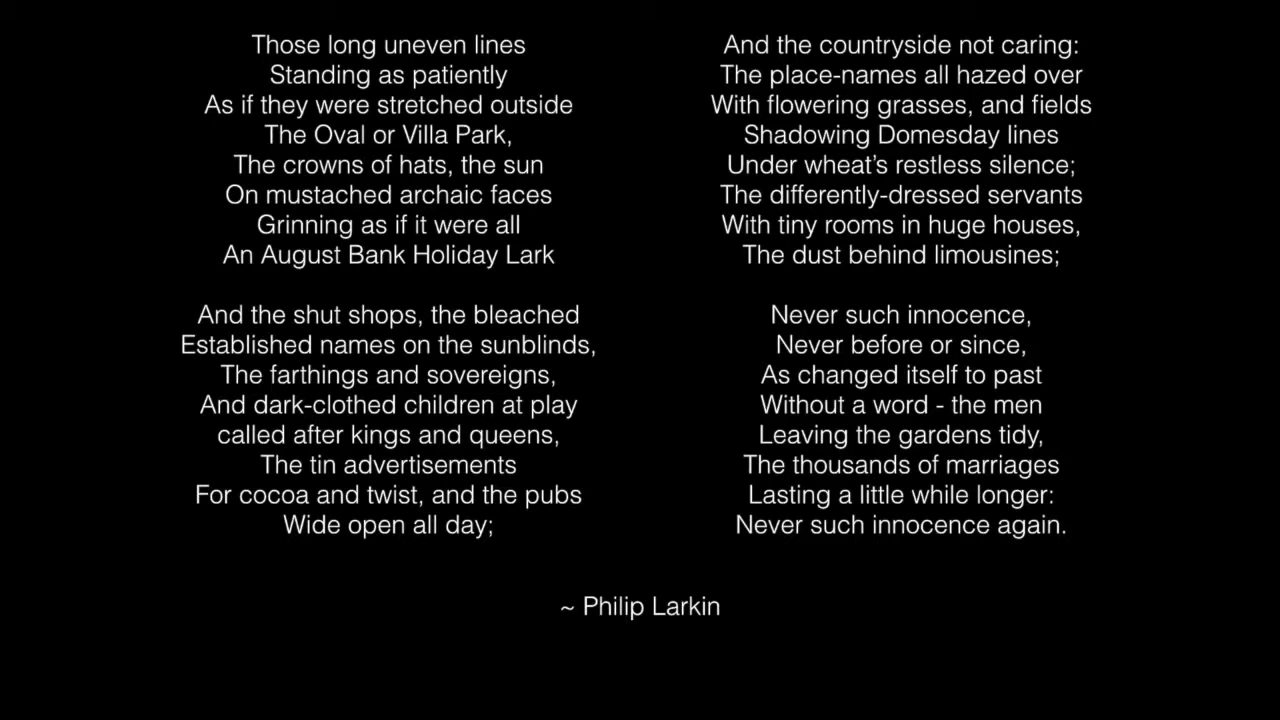 Those long uneven lines
Standing as patiently
As if they were stretched outside
The Oval or Villa Park,
The crowns of hats, the sun
On mustached archaic faces
Grinning as if it were all
An August Bank Holiday Lark

And the shut shops, the bleached
Established names on the sunblinds,
The farthings and sovereigns,
And dark-clothed children at play
called after kings and queens,
The tin advertisements
For cocoa and twist, and the pubs
Wide open all day;

And the countryside not caring:
The place-names all hazed over
With flowering grasses, and fields
Shadowing Domesday lines
Under wheat's restless silence;
The differently-dressed servants
With tiny rooms in huge houses,
The dust behind limousines;

Never such innocence,
Never before or since,
As changed itself to past
Without a word - the men
Leaving the gardens tidy,
The thousands of marriages
Lasting a little while longer:
Never such innocence again.

~ Philip Larkin